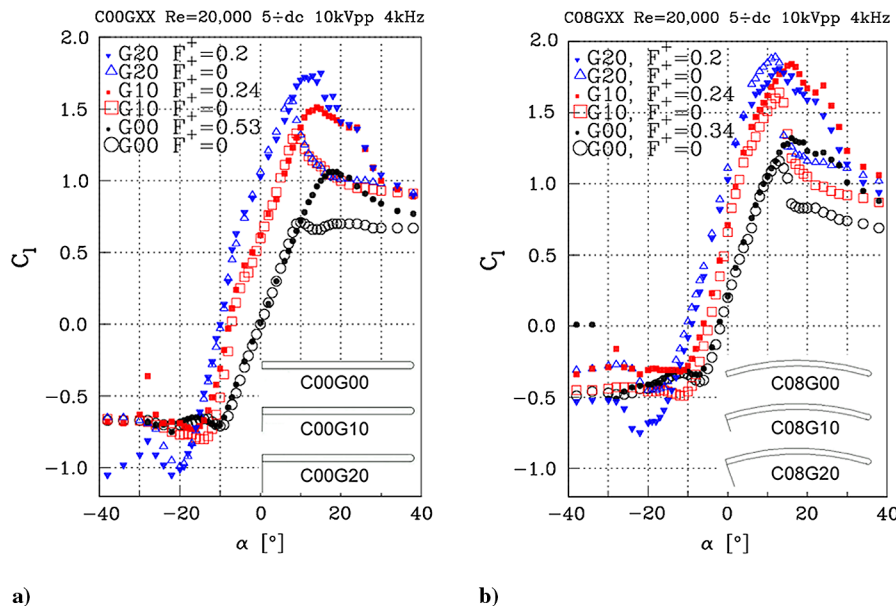 C00GXX Re=20,000 5÷dc 10kVpp 4kHz
2.0
1.5
1.0
0.5
0.0
−0.5
−1.0
C_l
G20 F⁺=0.2
G20 F⁺=0
G10 F⁺=0.24
G10 F⁺=0
G00 F⁺=0.53
G00 F⁺=0
C00G00
C00G10
C00G20
−40 −20 0 20 40
α [°]
a)
C08GXX Re=20,000 5÷dc 10kVpp 4kHz
2.0
1.5
1.0
0.5
0.0
−0.5
−1.0
C_l
G20, F⁺=0.2
G20, F⁺=0
G10, F⁺=0.24
G10, F⁺=0
G00, F⁺=0.34
G00, F⁺=0
C08G00
C08G10
C08G20
−40 −20 0 20 40
α [°]
b)